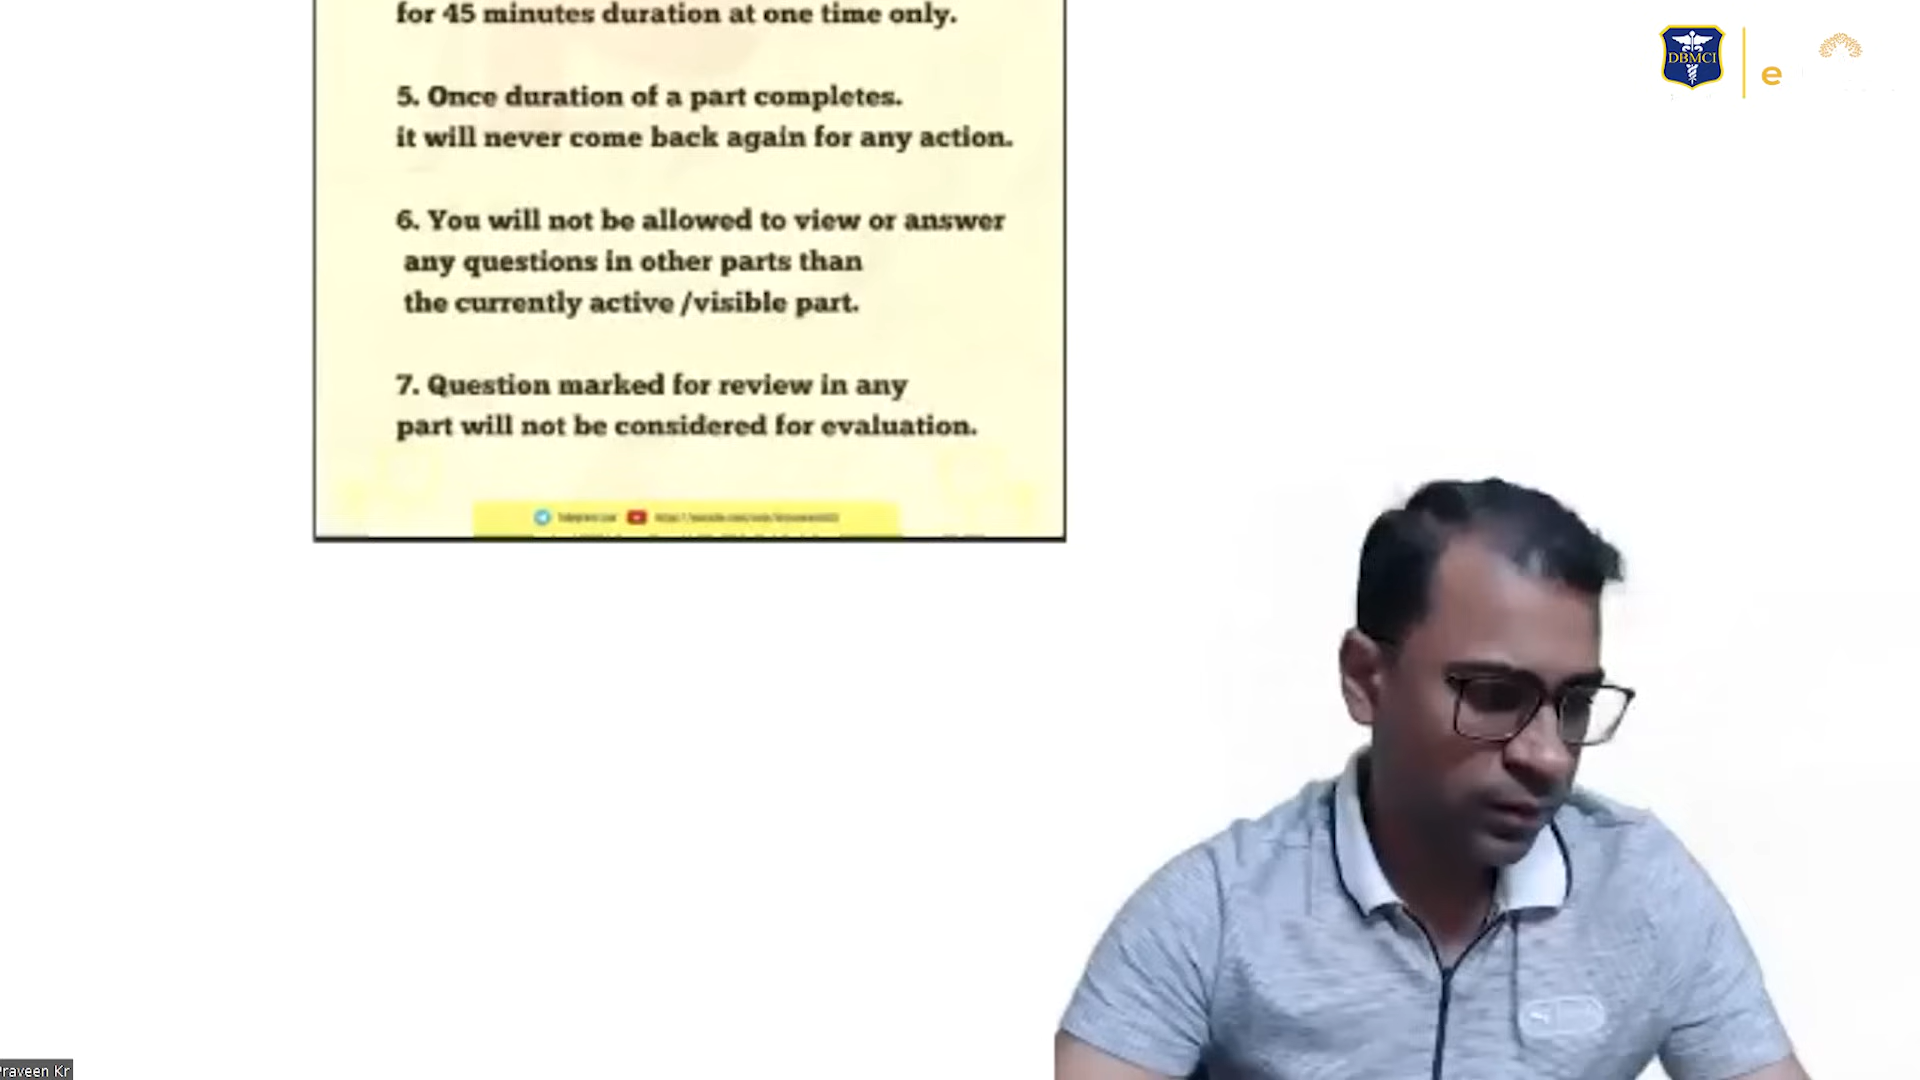 for 45 minutes duration at one time only.
5. Once duration of a part completes.
it will never come back again for any action.
6. You will not be allowed to view or answer
any questions in other parts than
the currently active /visible part.
7. Question marked for review in any
part will not be considered for evaluation.
DBMCI
e
Praveen Kr